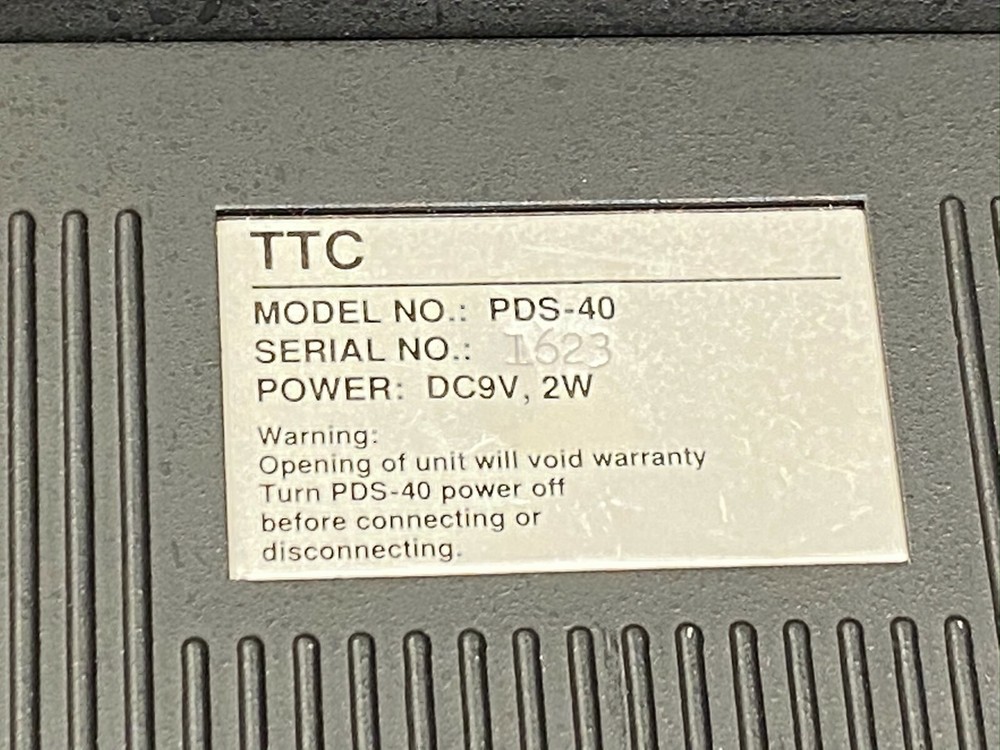 TTC
MODEL NO.: PDS-40
SERIAL NO.: 1623
POWER: DC9V, 2W
Warning:
Opening of unit will void warranty
Turn PDS-40 power off
before connecting or
disconnecting.